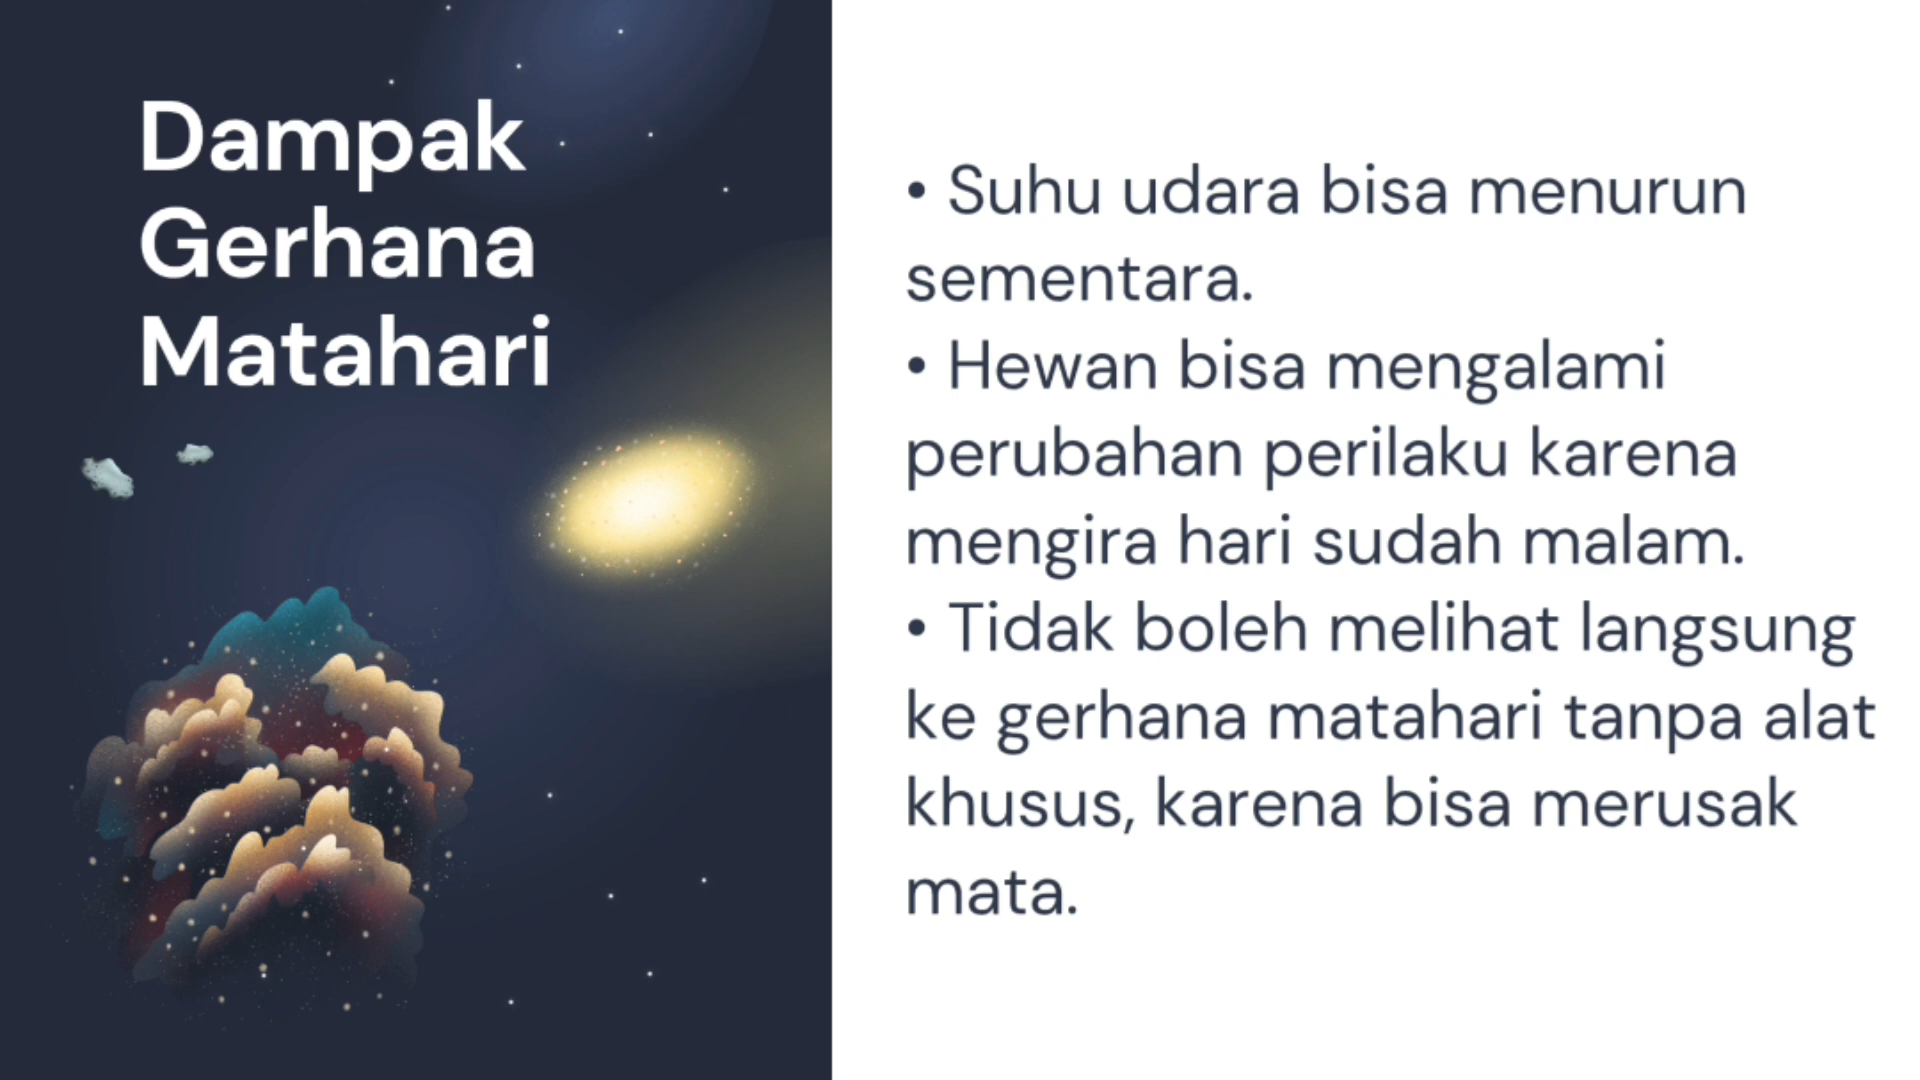 Dampak
Gerhana
Matahari
• Suhu udara bisa menurun
sementara.
• Hewan bisa mengalami
perubahan perilaku karena
mengira hari sudah malam.
• Tidak boleh melihat langsung
ke gerhana matahari tanpa alat
khusus, karena bisa merusak
mata.